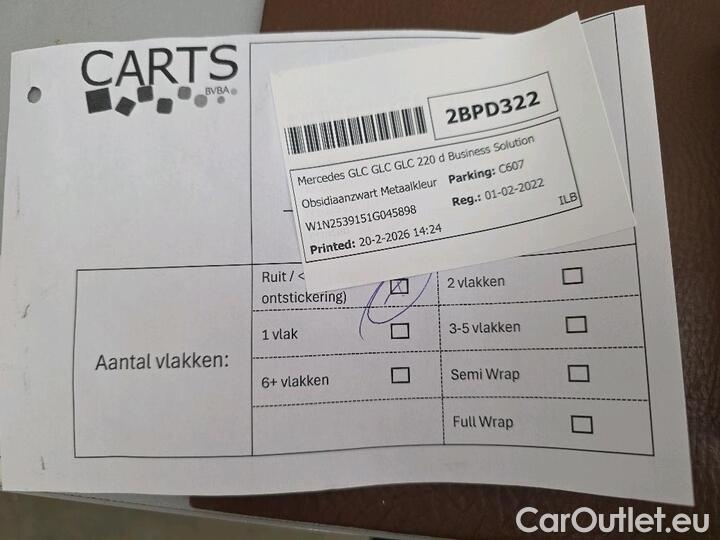 CARTS
BVBA
2BPD322
Mercedes GLC GLC GLC 220 d Business Solution
Obsidiaanzwart Metaalkleur Parking: C607
W1N2539151G045898 Reg.: 01-02-2022
Printed: 20-2-2026 14:24 ILB
Aantal vlakken:
Ruit / <
ontstickering)
2 vlakken
1 vlak
3-5 vlakken
6+ vlakken
Semi Wrap
Full Wrap
CarOutlet.eu